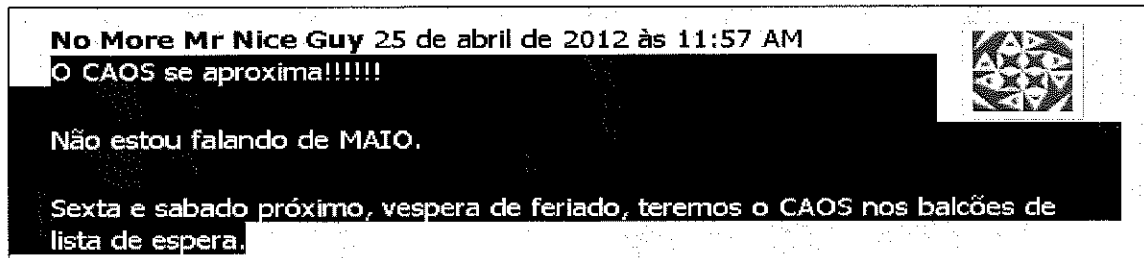 No More Mr Nice Guy 25 de abril de 2012 às 11:57 AM
O CAOS se aproxima!!!!!!
Não estou falando de MAIO.
Sexta e sabado próximo, vespera de feriado, teremos o CAOS nos balcões de
lista de espera.